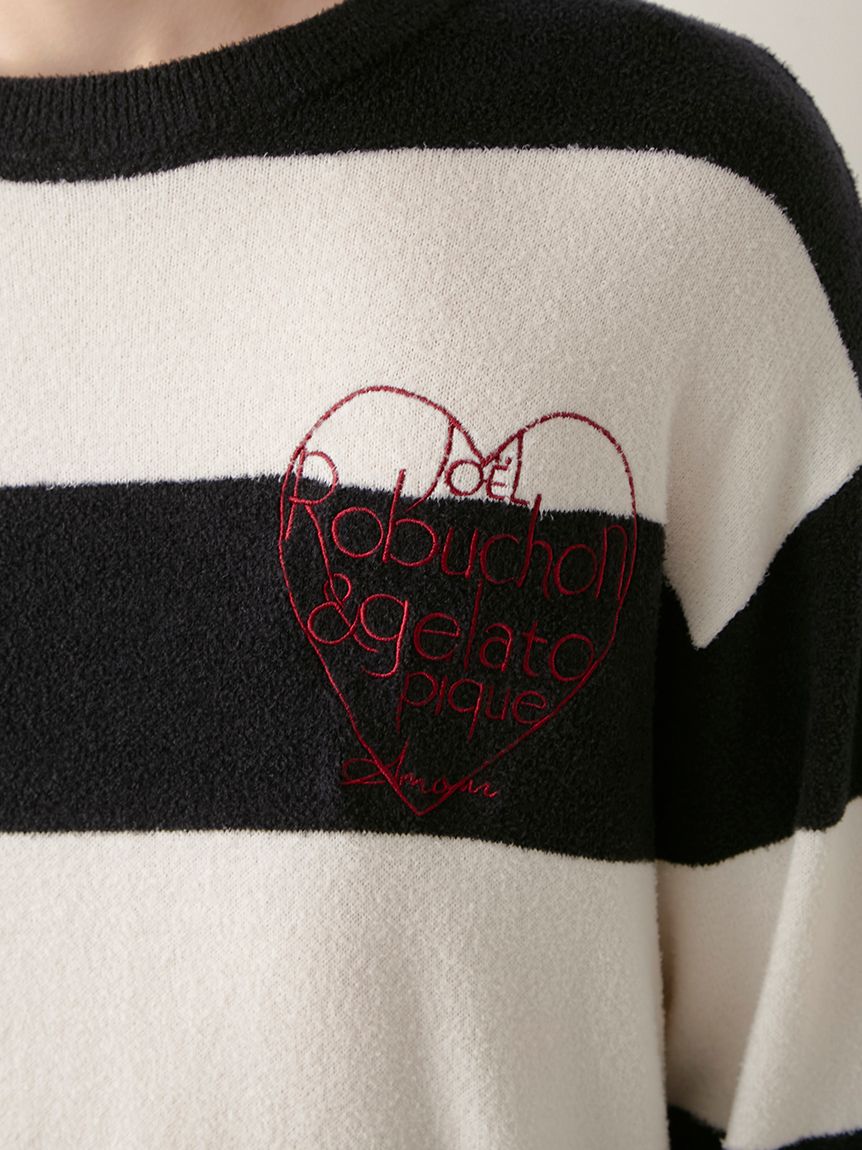 JOËL
Robuchon
& gelato
pique
Amour